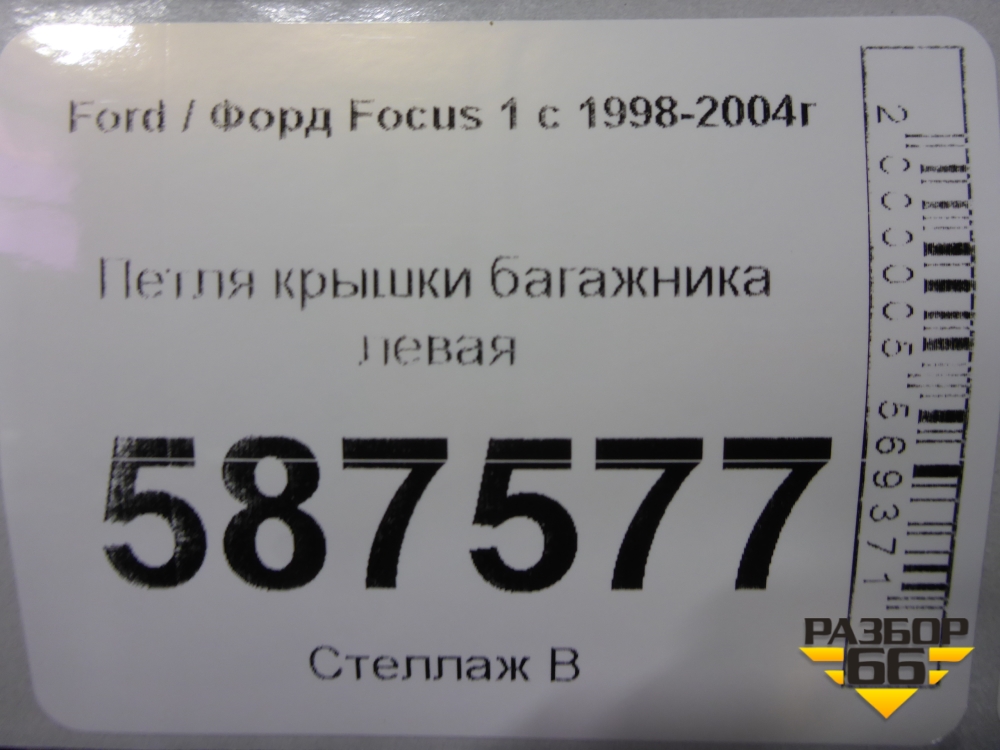 Ford / Форд Focus 1 с 1998-2004г
Петля крышки багажника
левая
587577
Стеллаж В
2000005569371
РАЗБОР
66